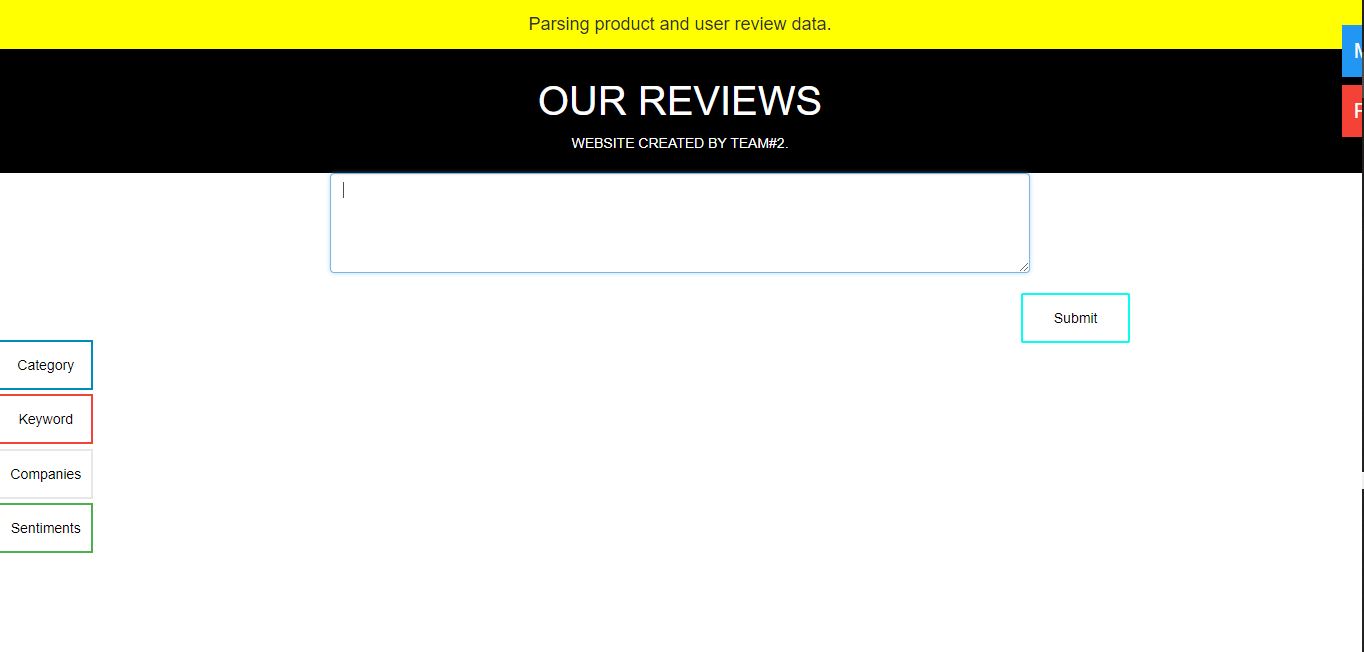 Parsing product and user review data.
OUR REVIEWS
WEBSITE CREATED BY TEAM#2.
Submit
Category
Keyword
Companies
Sentiments